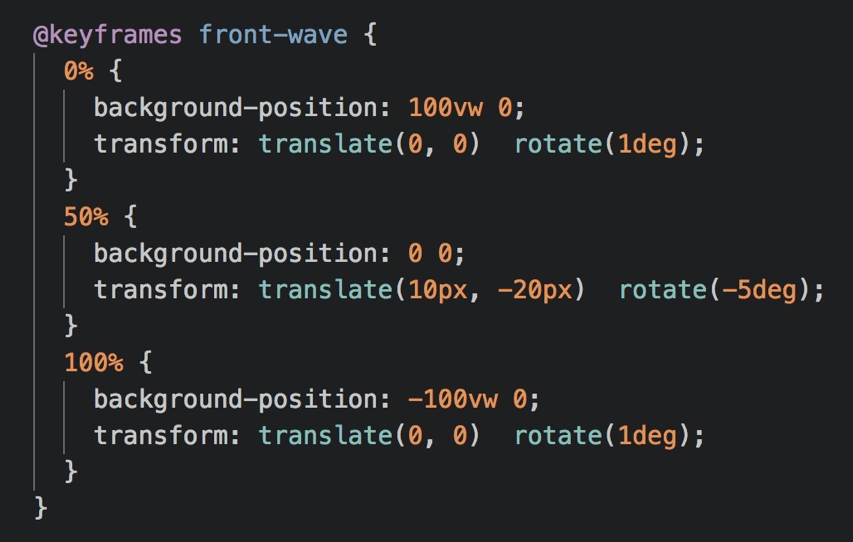 @keyframes front-wave {
  0% {
    background-position: 100vw 0;
    transform: translate(0, 0)  rotate(1deg);
  }
  50% {
    background-position: 0 0;
    transform: translate(10px, -20px)  rotate(-5deg);
  }
  100% {
    background-position: -100vw 0;
    transform: translate(0, 0)  rotate(1deg);
  }
}